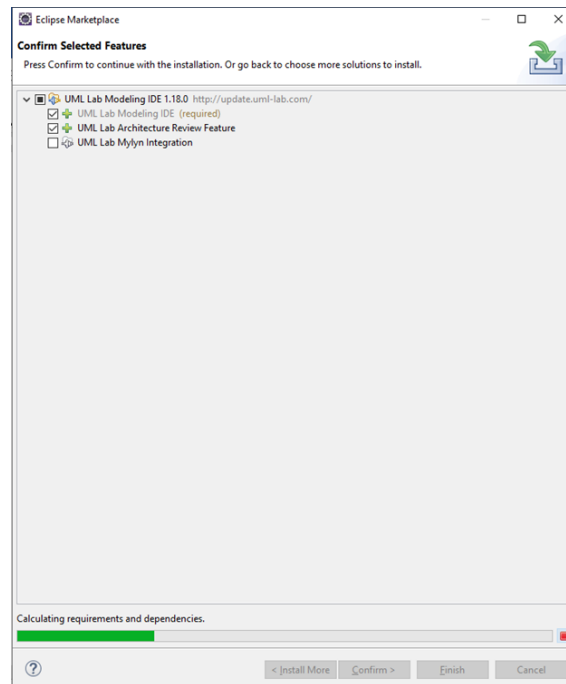 Eclipse Marketplace
Confirm Selected Features
Press Confirm to continue with the installation. Or go back to choose more solutions to install.
UML Lab Modeling IDE 1.18.0 http://update.uml-lab.com/
UML Lab Modeling IDE (required)
UML Lab Architecture Review Feature
UML Lab Mylyn Integration
Calculating requirements and dependencies.
?
< Install More
Confirm >
Finish
Cancel